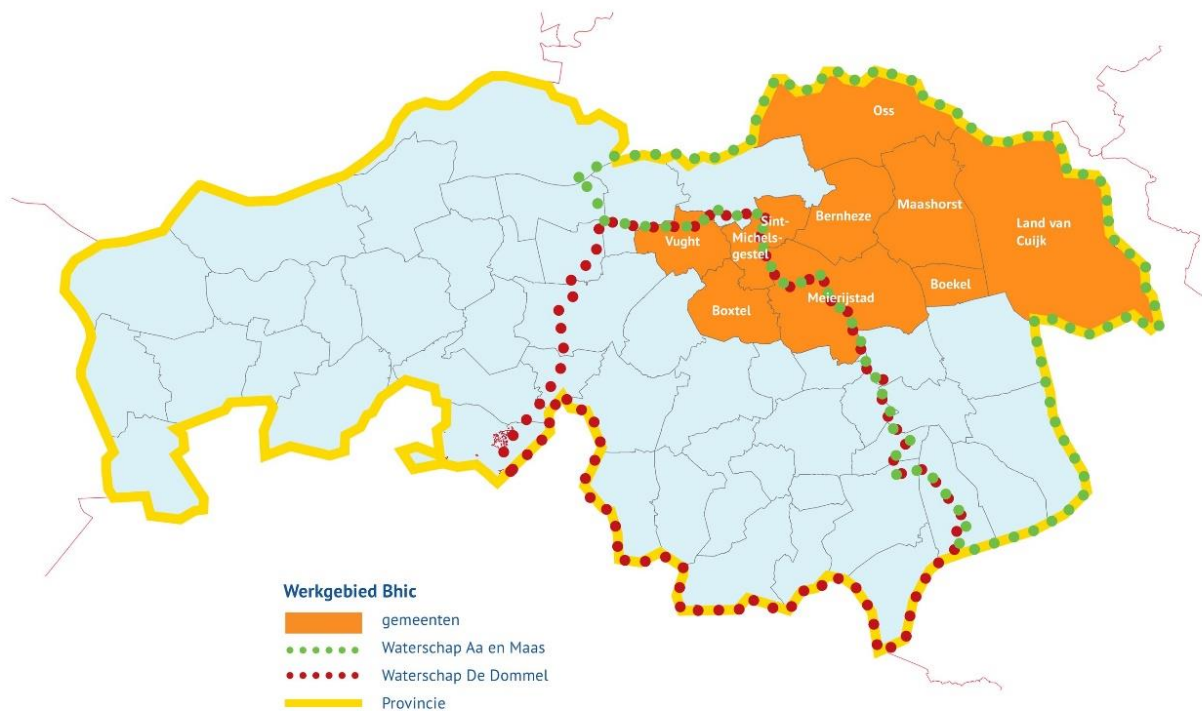 Oss
Maashorst
Land van
Cuijk
Bernheze
Sint-
Michels-
gestel
Vught
Boekel
Meierijstad
Boxtel
Werkgebied Bhic
gemeenten
Waterschap Aa en Maas
Waterschap De Dommel
Provincie